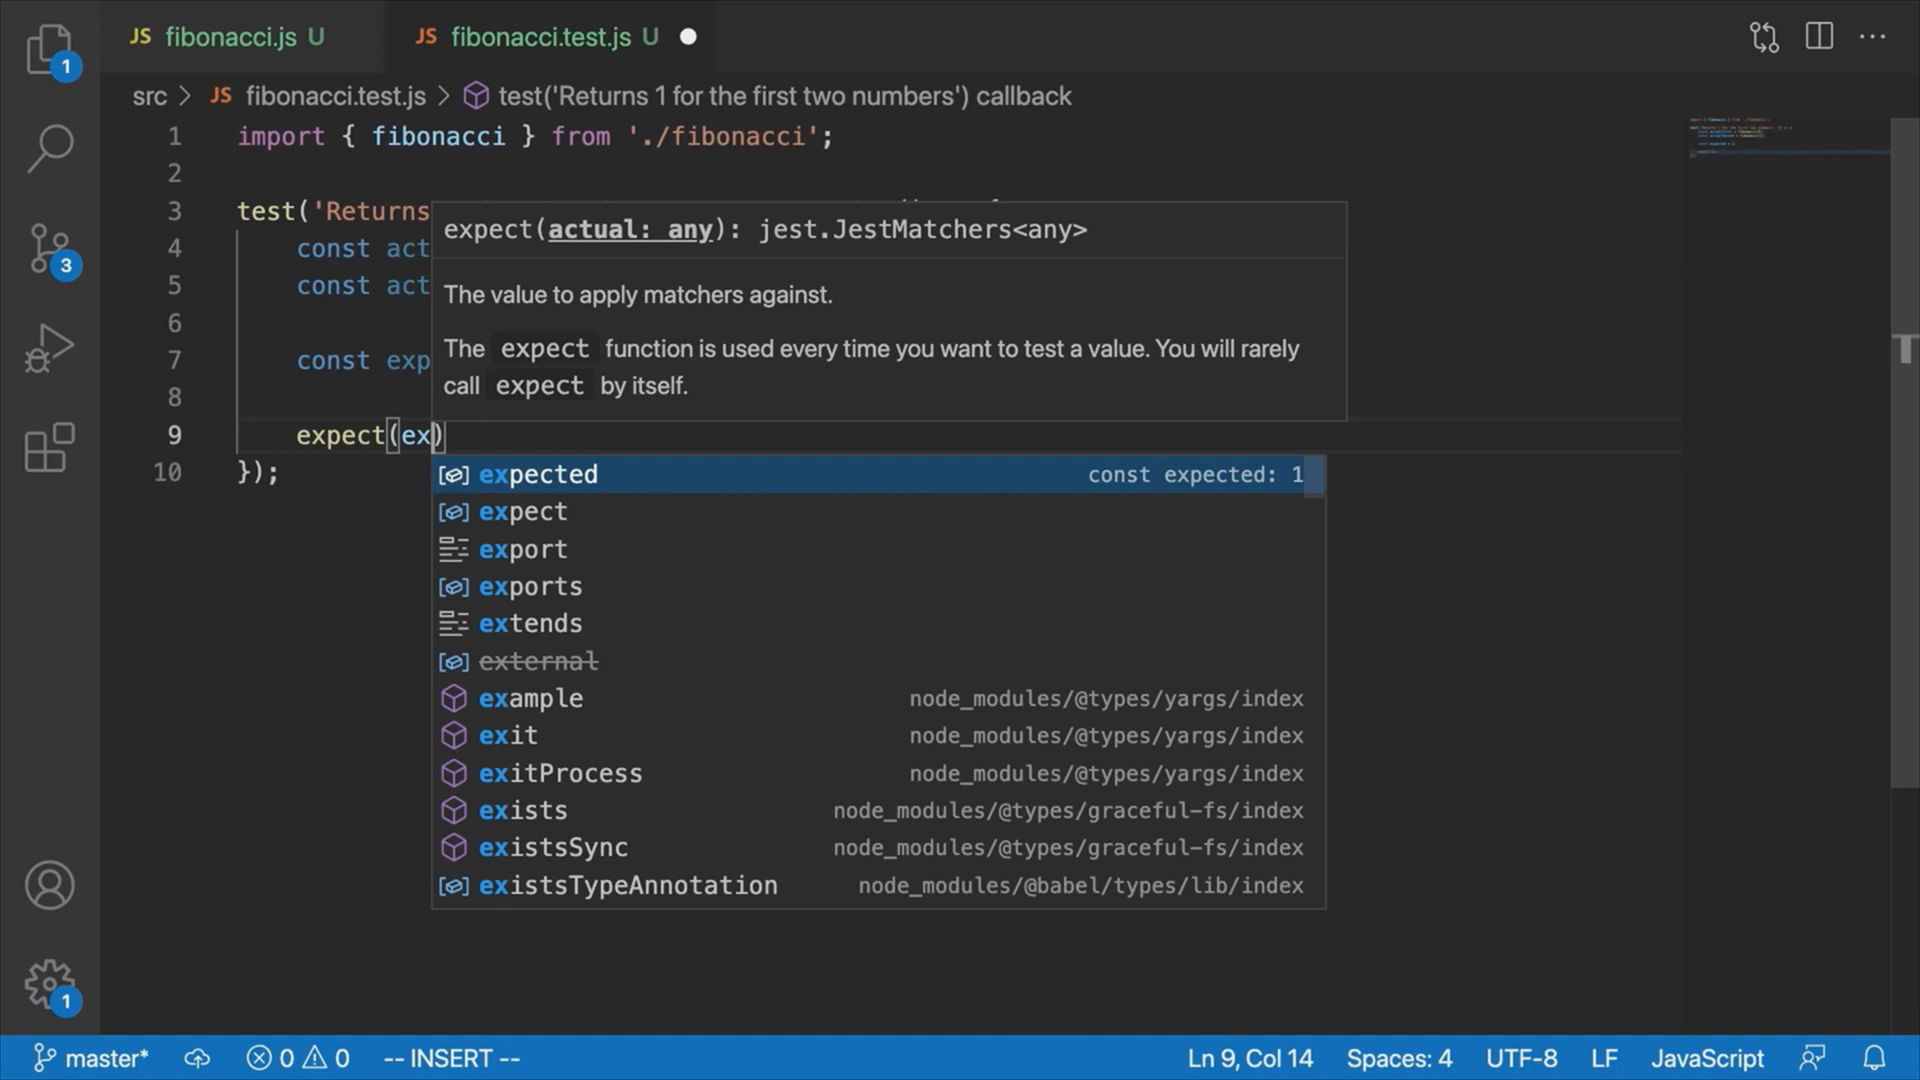 JS fibonacci.js U
JS fibonacci.test.js U
src > JS fibonacci.test.js > test('Returns 1 for the first two numbers') callback
1 import { fibonacci } from './fibonacci';
2
3 test('Returns
4 const act
5 const act
6
7 const exp
8
9 expect(ex)
10 });
expect(actual: any): jest.JestMatchers<any>
The value to apply matchers against.
The expect function is used every time you want to test a value. You will rarely
call expect by itself.
expected const expected: 1
expect
export
exports
extends
external
example node_modules/@types/yargs/index
exit node_modules/@types/yargs/index
exitProcess node_modules/@types/yargs/index
exists node_modules/@types/graceful-fs/index
existsSync node_modules/@types/graceful-fs/index
existsTypeAnnotation node_modules/@babel/types/lib/index
1
3
1
master* 0 0 -- INSERT -- Ln 9, Col 14 Spaces: 4 UTF-8 LF JavaScript